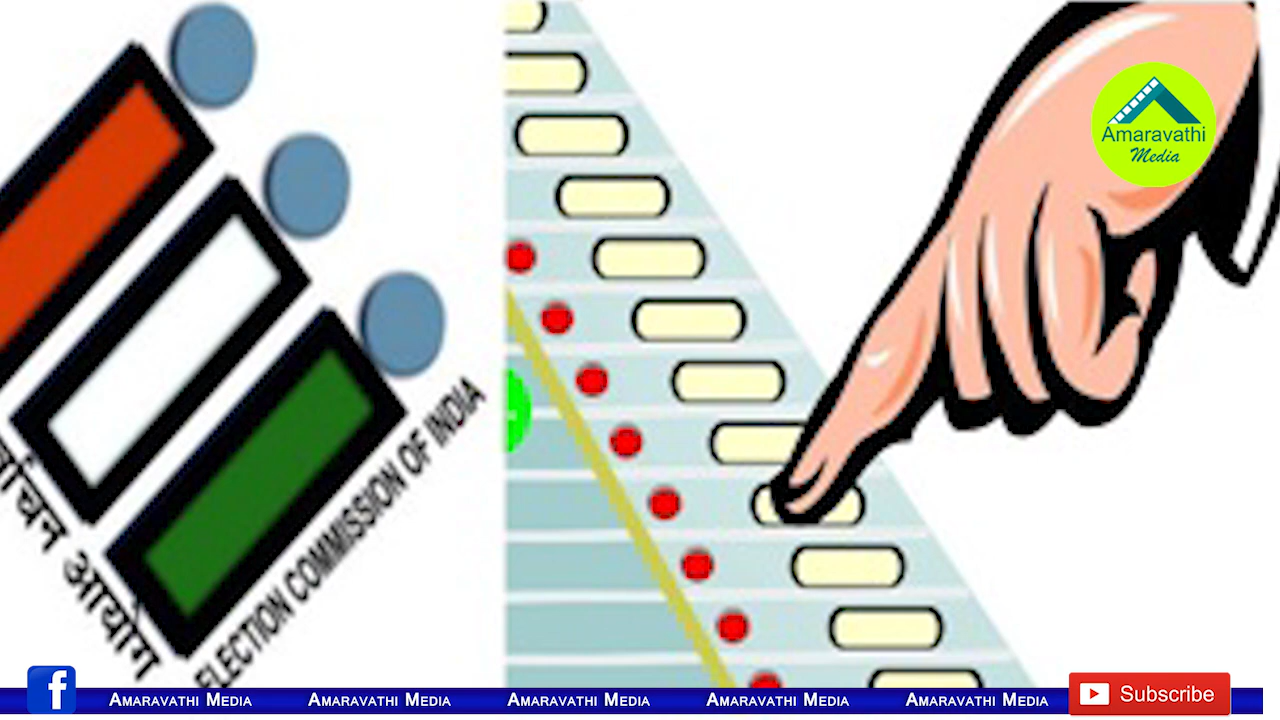 Amaravathi
Media
र्वाचन आयोग
ELECTION COMMISSION OF INDIA
f
Amaravathi Media
Amaravathi Media
Amaravathi Media
Amaravathi Media
Amaravathi Media
Subscribe